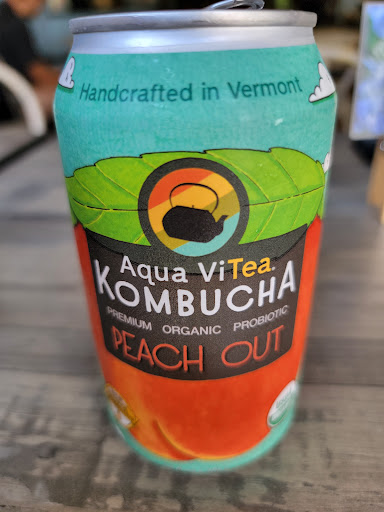 Handcrafted in Vermont
Aqua ViTea
KOMBUCHA
PREMIUM ORGANIC PROBIOTIC
PEACH OUT